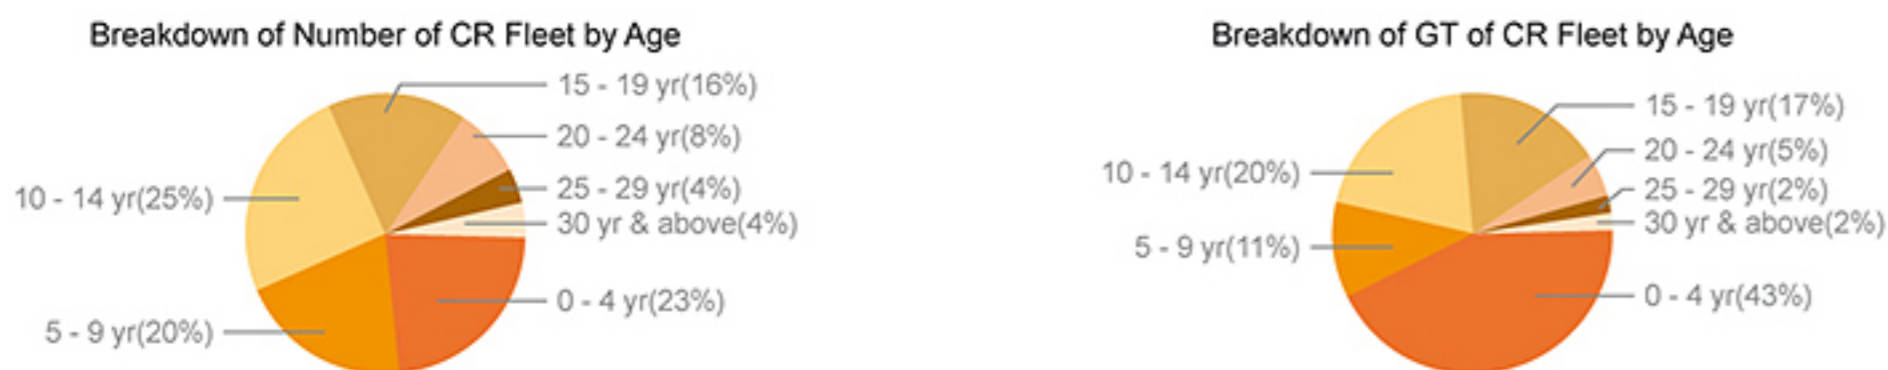 Breakdown of Number of CR Fleet by Age
15 - 19 yr(16%)
20 - 24 yr(8%)
25 - 29 yr(4%)
30 yr & above(4%)
0 - 4 yr(23%)
5 - 9 yr(20%)
10 - 14 yr(25%)
Breakdown of GT of CR Fleet by Age
15 - 19 yr(17%)
20 - 24 yr(5%)
25 - 29 yr(2%)
30 yr & above(2%)
0 - 4 yr(43%)
5 - 9 yr(11%)
10 - 14 yr(20%)